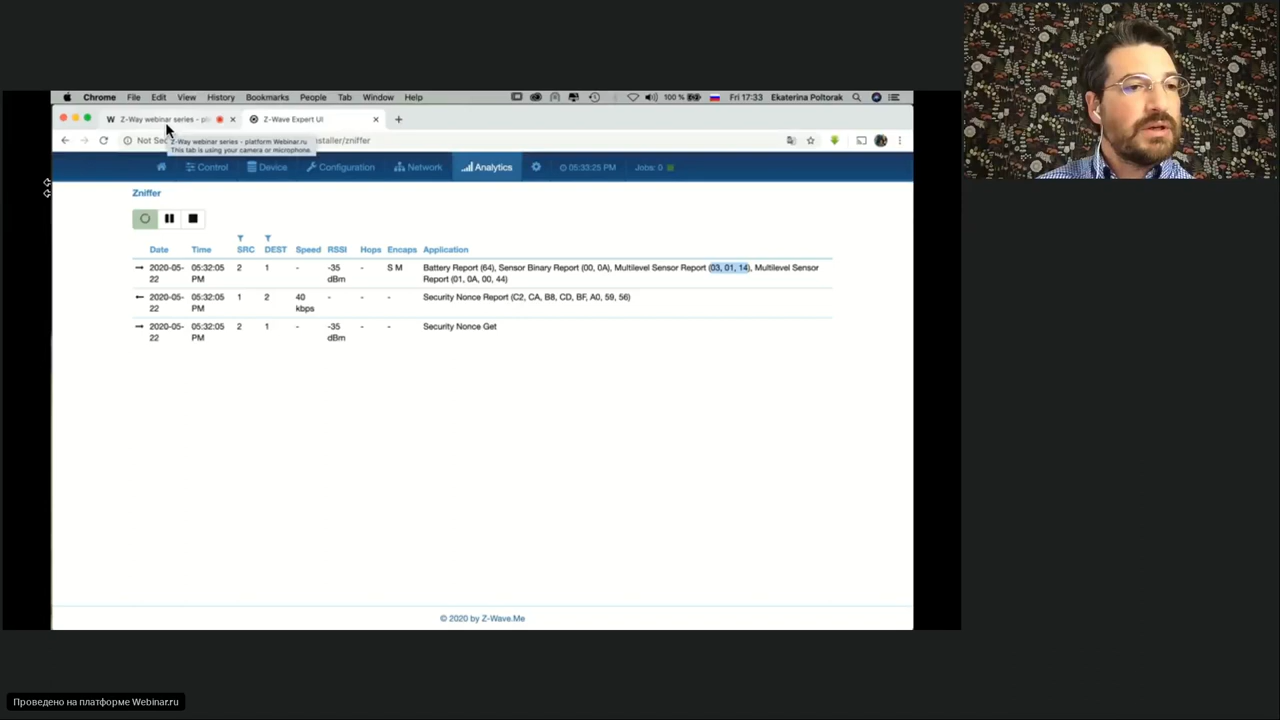 Chrome File Edit View History Bookmarks People Tab Window Help 100 % Fri 17:33 Ekaterina Poltorak
W Z-Way webinar series - pla Z-Wave Expert UI
Not Sec staller/zniffer
Z-Way webinar series - platform Webinar.ru
This tab is using your camera or microphone.
Control Device Configuration Network Analytics 05:33:25 PM Jobs: 0
Zniffer
Date Time SRC DEST Speed RSSI Hops Encaps Application
→ 2020-05- 05:32:05 2 1 - -35 - S M Battery Report (64), Sensor Binary Report (00, 0A), Multilevel Sensor Report (03, 01, 14), Multilevel Sensor
22 PM dBm Report (01, 0A, 00, 44)
← 2020-05- 05:32:05 1 2 40 - - - Security Nonce Report (C2, CA, B8, CD, BF, A0, 59, 56)
22 PM kbps
→ 2020-05- 05:32:05 2 1 - -35 - - Security Nonce Get
22 PM dBm
© 2020 by Z-Wave.Me
Проведено на платформе Webinar.ru